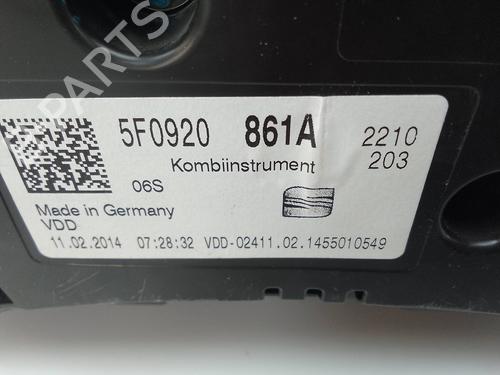 PARTS
5F0920 861A 2210
Kombiinstrument 203
06S
Made in Germany
VDD
11.02.2014 07:28:32 VDD-02411.02.1455010549